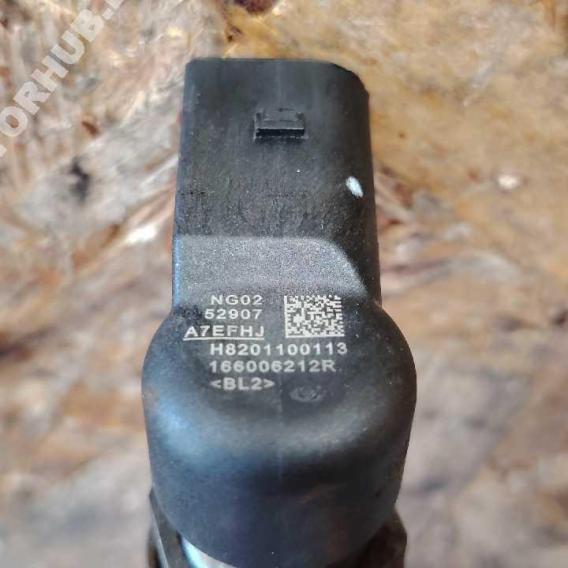 NG02
52907
A7EFHJ
H8201100113
166006212R
<BL2>